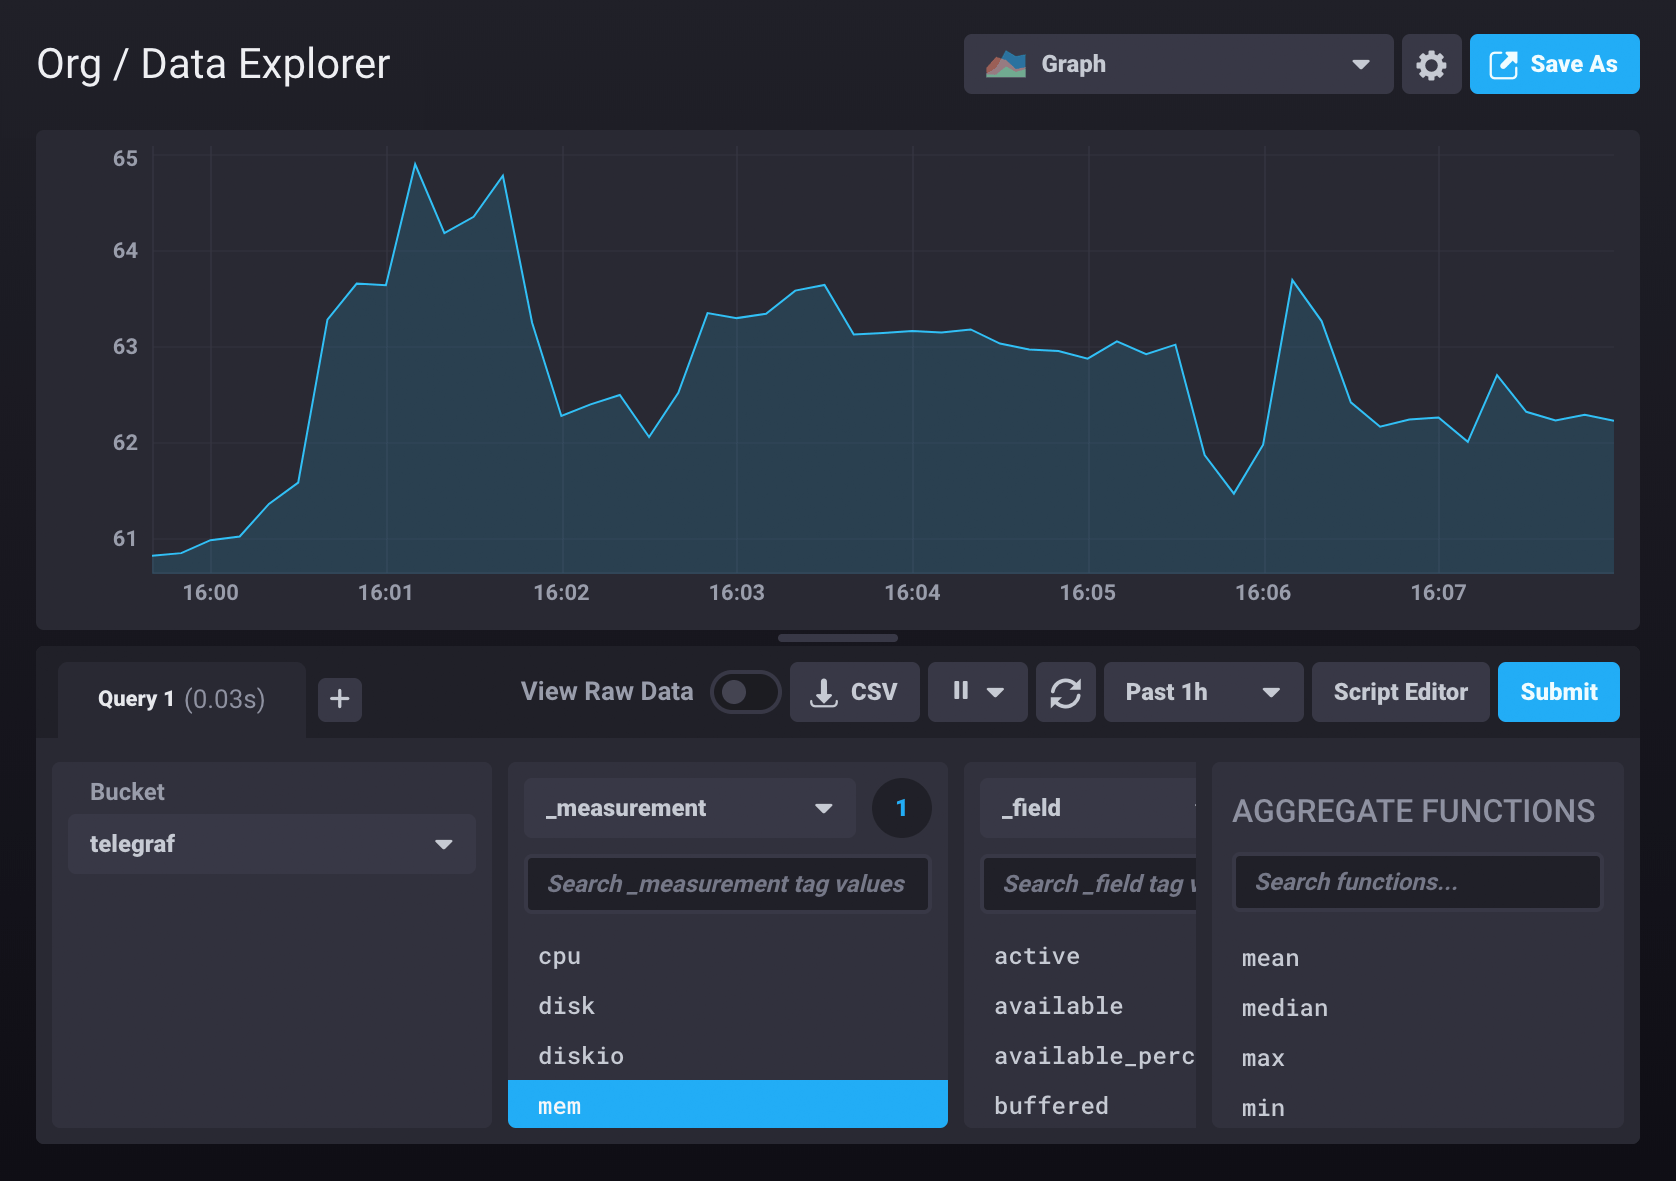 Org / Data Explorer
Graph
Save As
65
64
63
62
61
16:00 16:01 16:02 16:03 16:04 16:05 16:06 16:07
Query 1 (0.03s)
+
View Raw Data
CSV
Past 1h
Script Editor
Submit
Bucket
telegraf
_measurement
1
Search _measurement tag values
cpu
disk
diskio
mem
_field
Search _field tag v
active
available
available_perc
buffered
AGGREGATE FUNCTIONS
Search functions...
mean
median
max
min